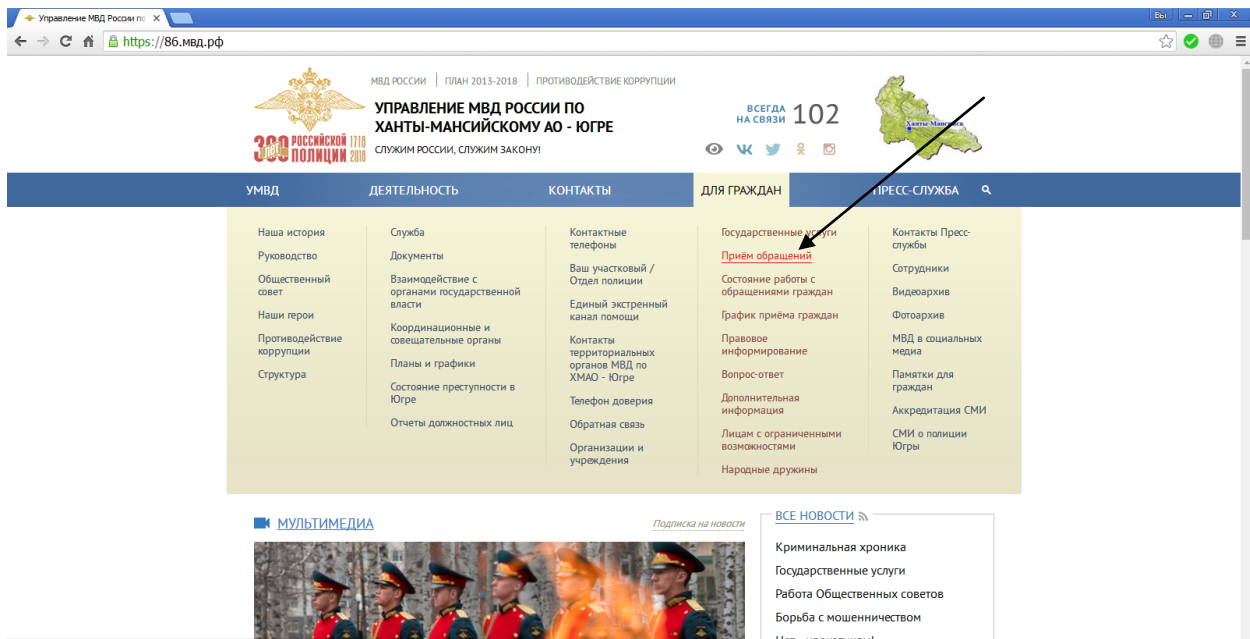 Управление МВД России по
Вы
https://86.мвд.рф
МВД РОССИИ
ПЛАН 2013-2018
ПРОТИВОДЕЙСТВИЕ КОРРУПЦИИ
УПРАВЛЕНИЕ МВД РОССИИ ПО
ХАНТЫ-МАНСИЙСКОМУ АО - ЮГРЕ
СЛУЖИМ РОССИИ, СЛУЖИМ ЗАКОНУ!
300 лет РОССИЙСКОЙ 1718
ПОЛИЦИИ 2018
ВСЕГДА
НА СВЯЗИ 102
Ханты-Мансийск
УМВД
ДЕЯТЕЛЬНОСТЬ
КОНТАКТЫ
ДЛЯ ГРАЖДАН
ПРЕСС-СЛУЖБА
Наша история
Руководство
Общественный
совет
Наши герои
Противодействие
коррупции
Структура
Служба
Документы
Взаимодействие с
органами государственной
власти
Координационные и
совещательные органы
Планы и графики
Состояние преступности в
Югре
Отчеты должностных лиц
Контактные
телефоны
Ваш участковый /
Отдел полиции
Единый экстренный
канал помощи
Контакты
территориальных
органов МВД по
ХМАО - Югре
Телефон доверия
Обратная связь
Организации и
учреждения
Государственные услуги
Приём обращений
Состояние работы с
обращениями граждан
График приёма граждан
Правовое
информирование
Вопрос-ответ
Дополнительная
информация
Лицам с ограниченными
возможностями
Народные дружины
Контакты Пресс-
службы
Сотрудники
Видеоархив
Фотоархив
МВД в социальных
медиа
Памятки для
граждан
Аккредитация СМИ
СМИ о полиции
Югры
МУЛЬТИМЕДИА
Подписка на новости
ВСЕ НОВОСТИ
Криминальная хроника
Государственные услуги
Работа Общественных советов
Борьба с мошенничеством